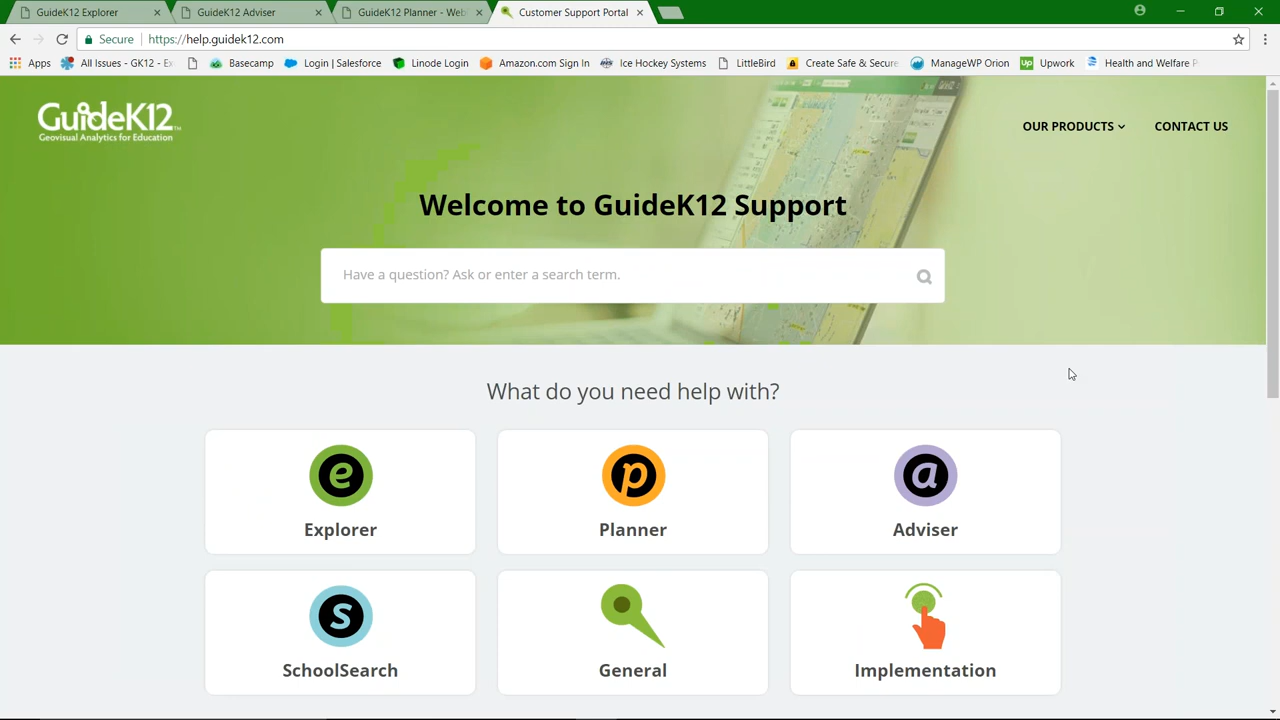 GuideK12 Explorer
GuideK12 Adviser
GuideK12 Planner - Web
Customer Support Portal
Secure
https://help.guidek12.com
Apps
All Issues - GK12 - Ex
Basecamp
Login | Salesforce
Linode Login
Amazon.com Sign In
Ice Hockey Systems
LittleBird
Create Safe & Secure
ManageWP Orion
Upwork
Health and Welfare P
GuideK12™
Geovisual Analytics for Education
OUR PRODUCTS
CONTACT US
Welcome to GuideK12 Support
Have a question? Ask or enter a search term.
What do you need help with?
e
p
a
Explorer
Planner
Adviser
s
SchoolSearch
General
Implementation